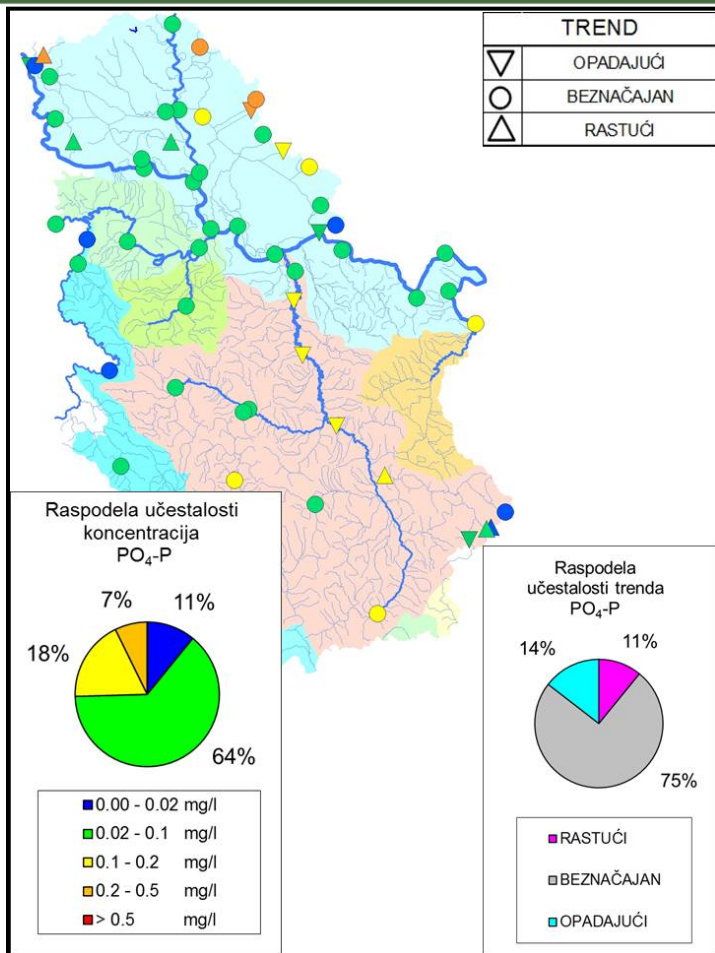 TREND
OPADAJUĆI
BEZNAČAJAN
RASTUĆI
Raspodela učestalosti
koncentracija
PO₄-P
7%
11%
18%
64%
0.00 - 0.02 mg/l
0.02 - 0.1 mg/l
0.1 - 0.2 mg/l
0.2 - 0.5 mg/l
> 0.5 mg/l
Raspodela
učestalosti trenda
PO₄-P
14%
11%
75%
RASTUĆI
BEZNAČAJAN
OPADAJUĆI